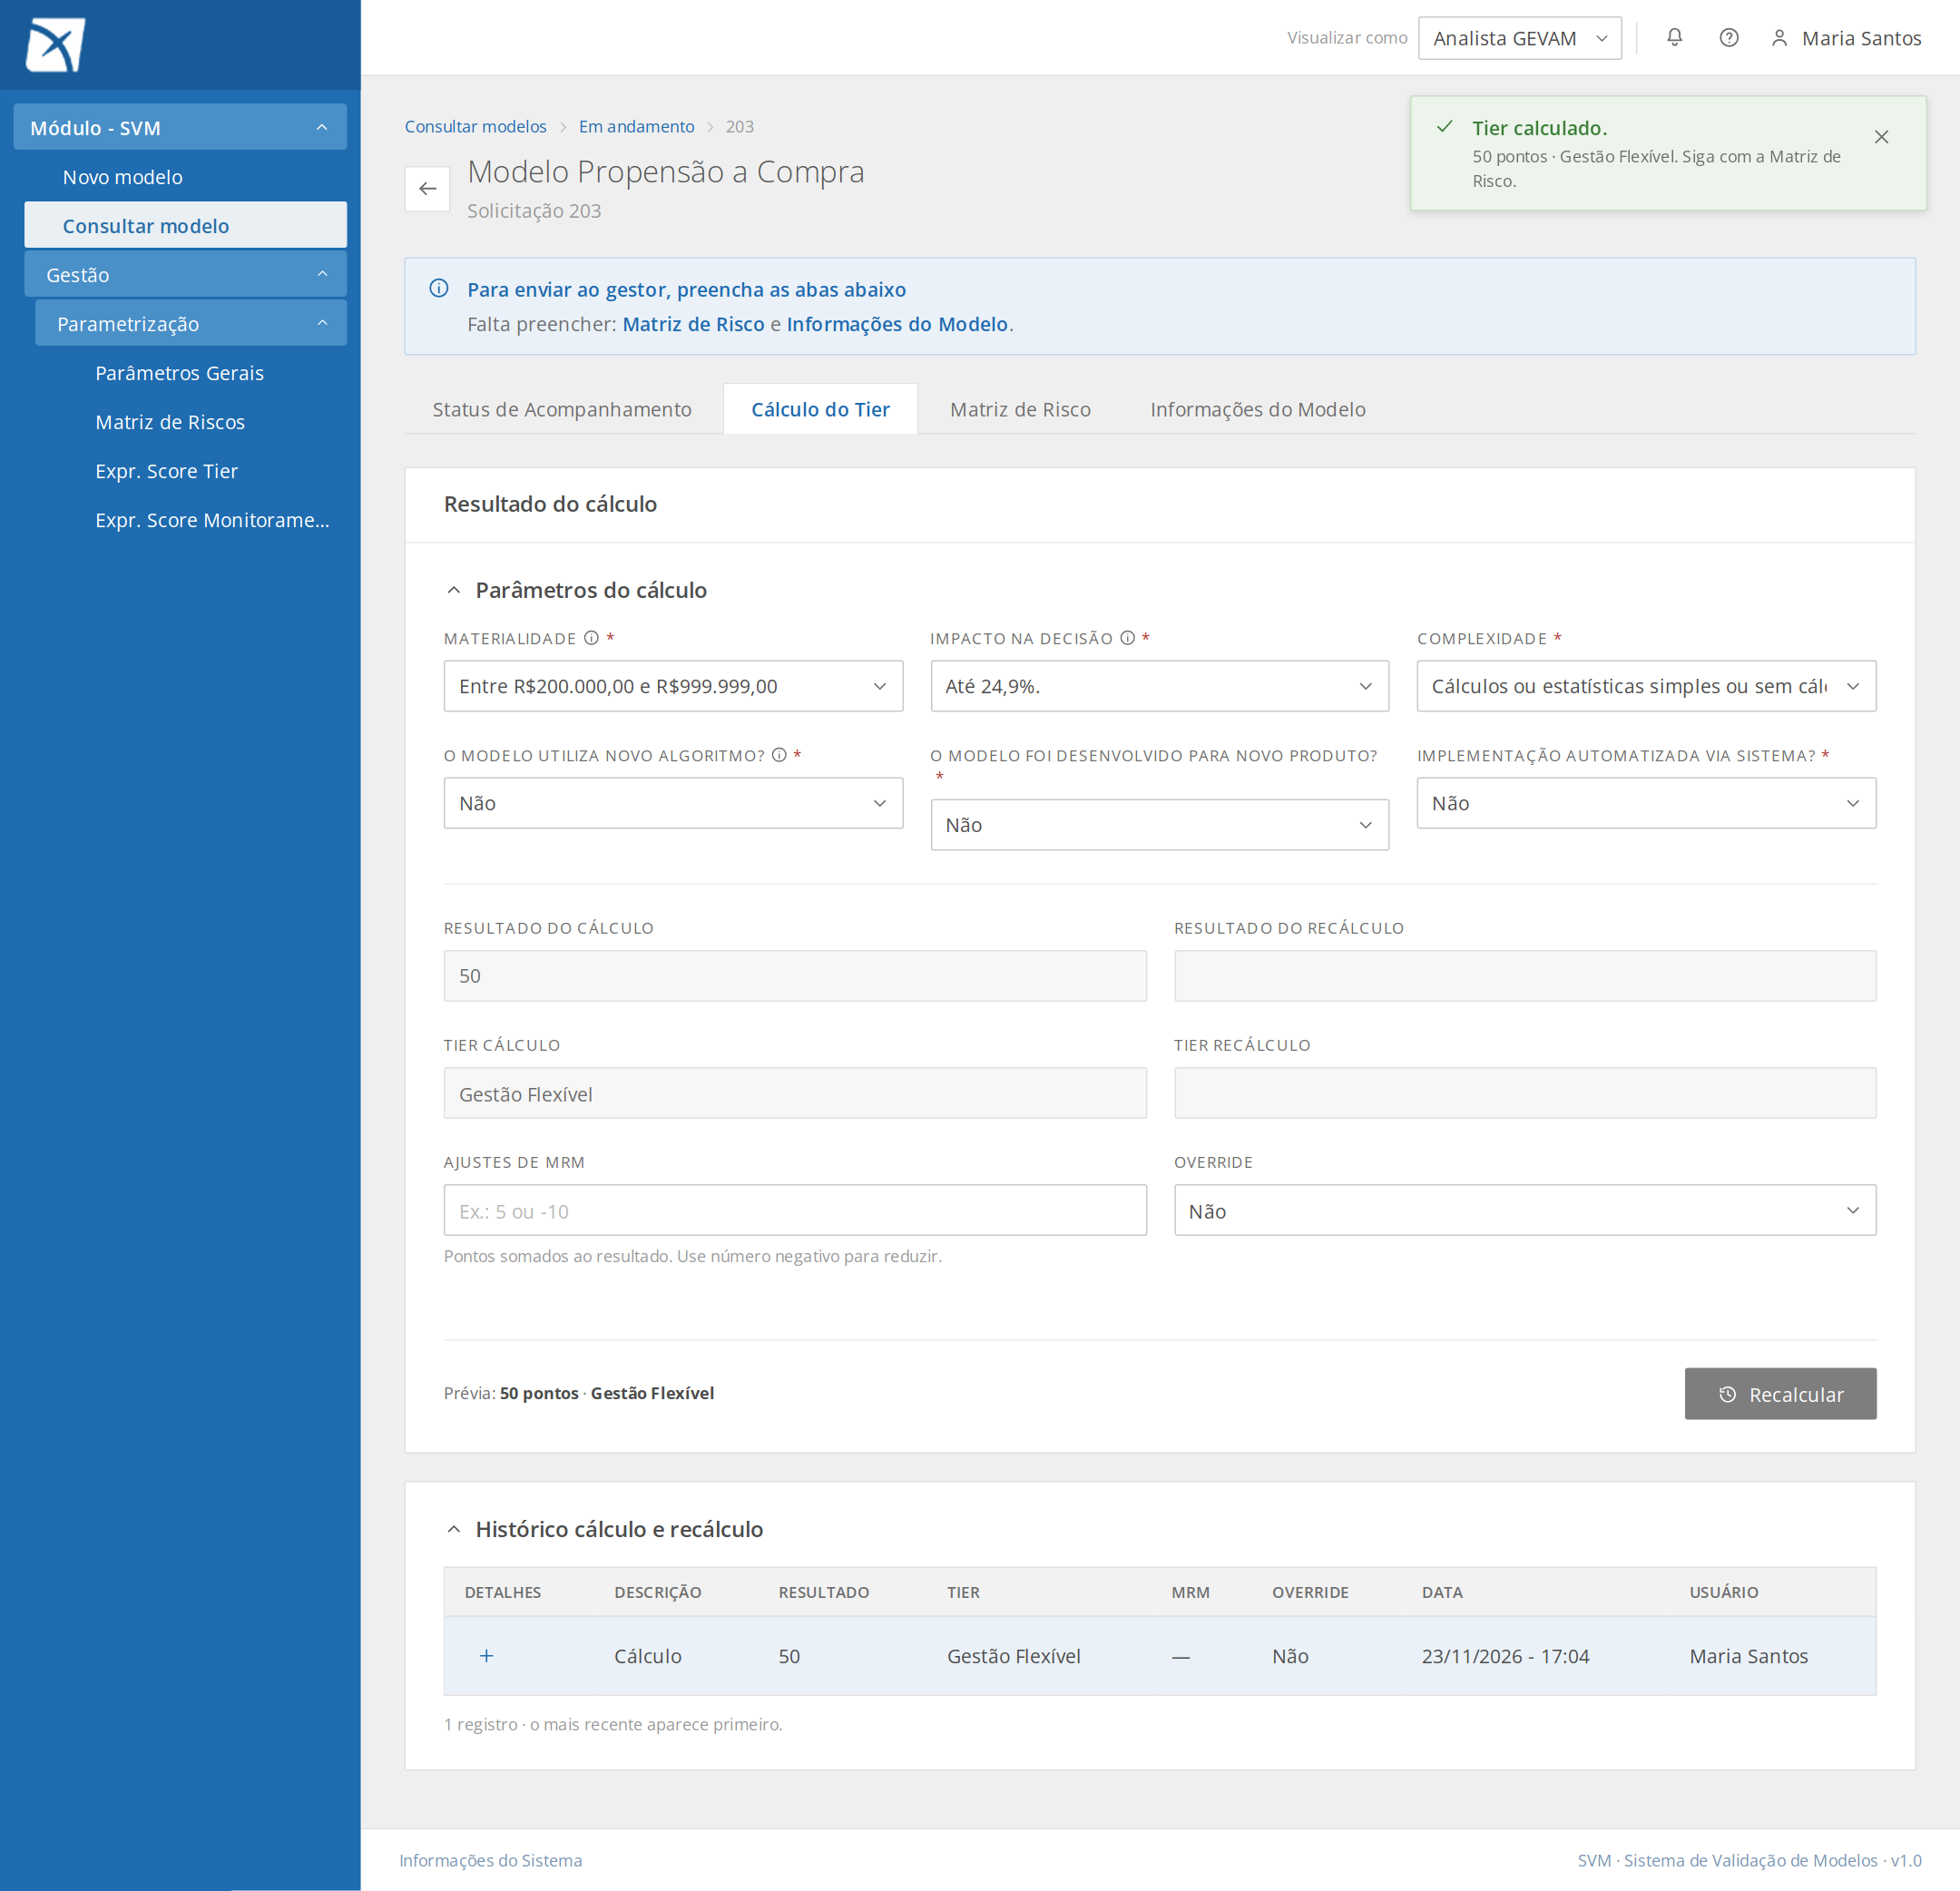 Visualizar como
Analista GEVAM
Maria Santos
Módulo - SVM
Novo modelo
Consultar modelo
Gestão
Parametrização
Parâmetros Gerais
Matriz de Riscos
Expr. Score Tier
Expr. Score Monitorame...
Consultar modelos > Em andamento > 203
Modelo Propensão a Compra
Solicitação 203
Tier calculado.
50 pontos · Gestão Flexível. Siga com a Matriz de
Risco.
Para enviar ao gestor, preencha as abas abaixo
Falta preencher: Matriz de Risco e Informações do Modelo.
Status de Acompanhamento
Cálculo do Tier
Matriz de Risco
Informações do Modelo
Resultado do cálculo
Parâmetros do cálculo
MATERIALIDADE *
Entre R$200.000,00 e R$999.999,00
IMPACTO NA DECISÃO *
Até 24,9%.
COMPLEXIDADE *
Cálculos ou estatísticas simples ou sem
O MODELO UTILIZA NOVO ALGORITMO? *
Não
O MODELO FOI DESENVOLVIDO PARA NOVO PRODUTO?
*
Não
IMPLEMENTAÇÃO AUTOMATIZADA VIA SISTEMA? *
Não
RESULTADO DO CÁLCULO
50
RESULTADO DO RECÁLCULO
TIER CÁLCULO
Gestão Flexível
TIER RECÁLCULO
AJUSTES DE MRM
Ex.: 5 ou -10
Pontos somados ao resultado. Use número negativo para reduzir.
OVERRIDE
Não
Prévia: 50 pontos · Gestão Flexível
Recalcular
Histórico cálculo e recálculo
DETALHES DESCRIÇÃO RESULTADO TIER MRM OVERRIDE DATA USUÁRIO
+ Cálculo 50 Gestão Flexível — Não 23/11/2026 - 17:04 Maria Santos
1 registro · o mais recente aparece primeiro.
Informações do Sistema
SVM · Sistema de Validação de Modelos · v1.0